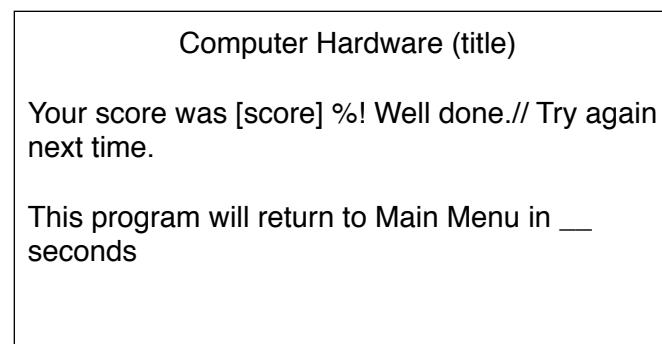 Computer Hardware (title)
Your score was [score] %! Well done.// Try again
next time.
This program will return to Main Menu in __
seconds